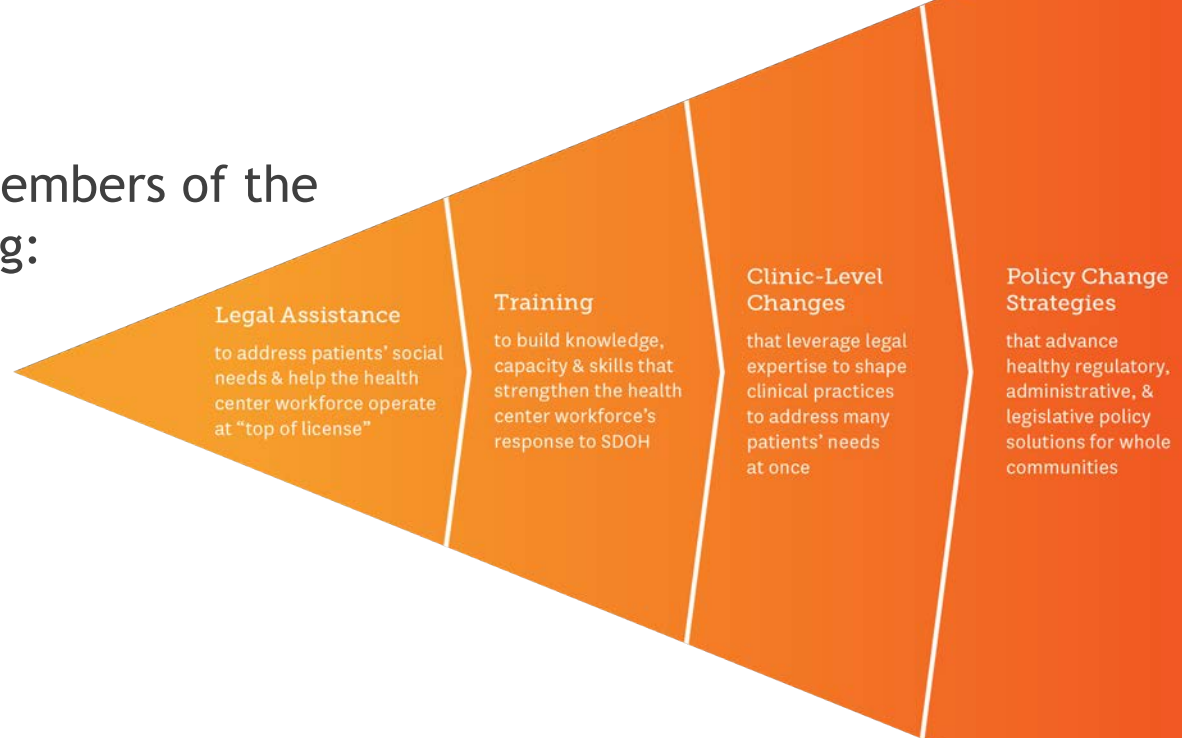 embers of the
g:
Legal Assistance
to address patients’ social
needs & help the health
center workforce operate
at “top of license”
Training
to build knowledge,
capacity & skills that
strengthen the health
center workforce’s
response to SDOH
Clinic-Level
Changes
that leverage legal
expertise to shape
clinical practices
to address many
patients’ needs
at once
Policy Change
Strategies
that advance
healthy regulatory,
administrative, &
legislative policy
solutions for whole
communities